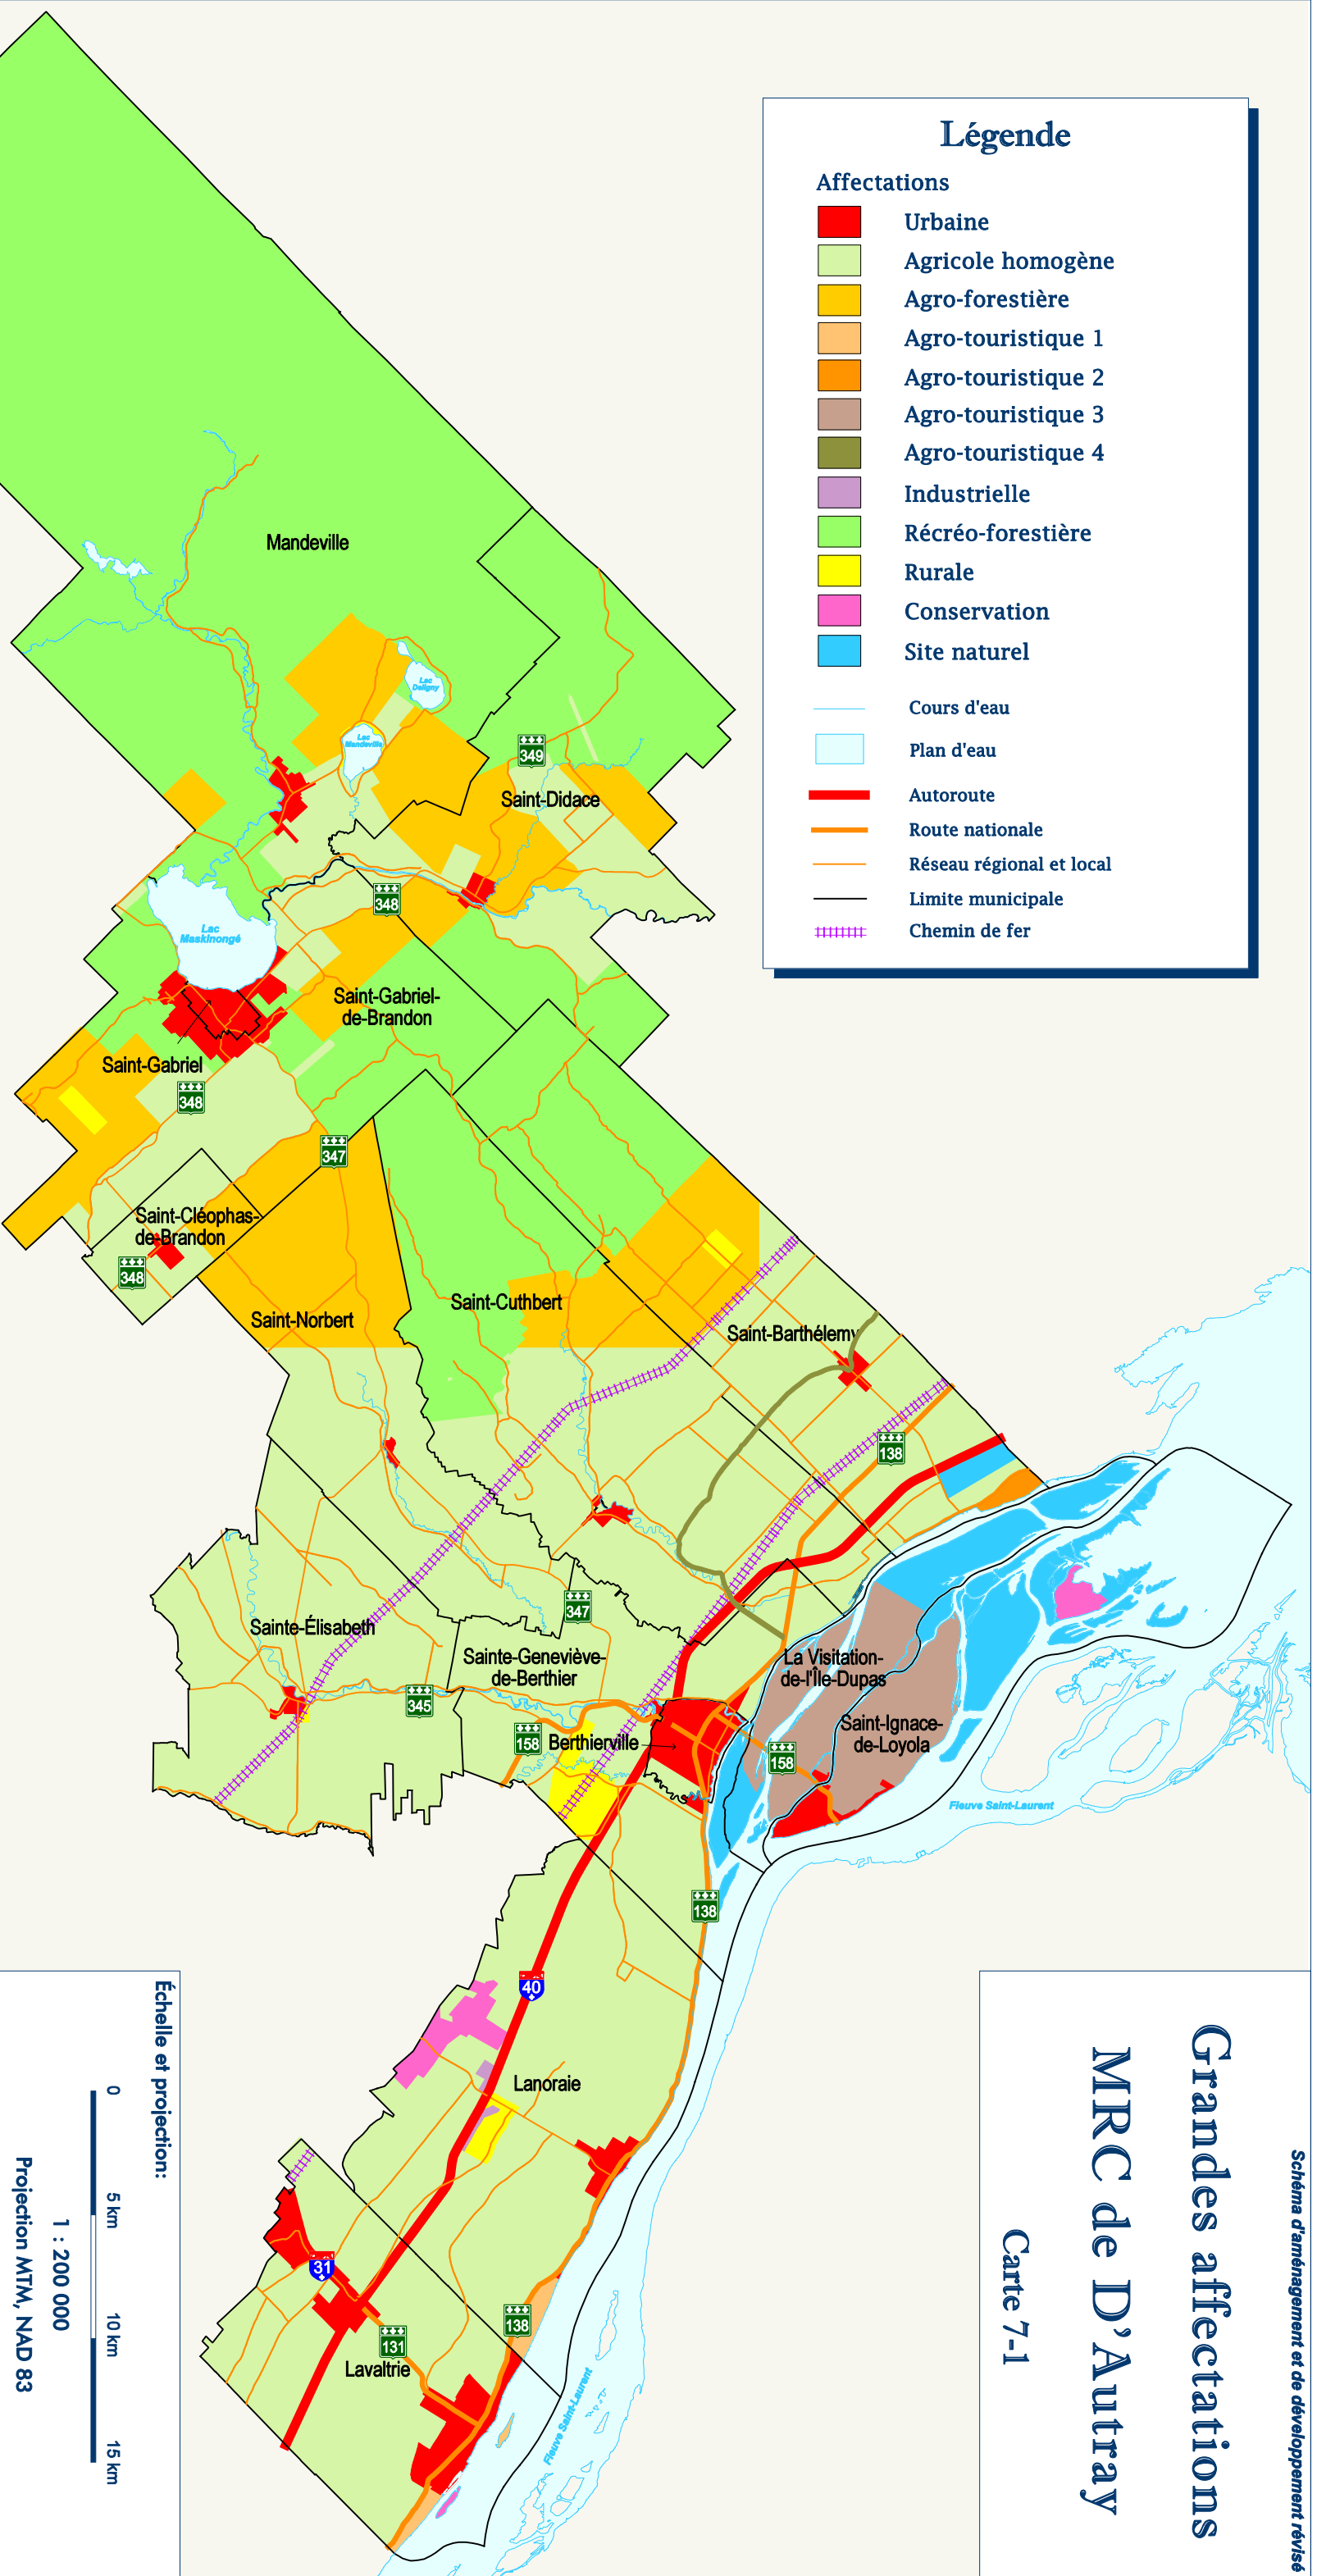 Légende
Affectations
Urbaine
Agricole homogène
Agro-forestière
Agro-touristique 1
Agro-touristique 2
Agro-touristique 3
Agro-touristique 4
Industrielle
Récréo-forestière
Rurale
Conservation
Site naturel
Cours d'eau
Plan d'eau
Autoroute
Route nationale
Réseau régional et local
Limite municipale
Chemin de fer
Mandeville
Lac
Deligny
Lac
Mandeville
349
Saint-Didace
348
Lac
Maskinongé
Saint-Gabriel-
de-Brandon
Saint-Gabriel
348
347
Saint-Cléophas-
de-Brandon
348
Saint-Norbert
Saint-Cuthbert
Saint-Barthélemy
138
347
Sainte-Élisabeth
Sainte-Geneviève-
de-Berthier
La Visitation-
de-l'Île-Dupas
345
158
Berthierville
Saint-Ignace-
de-Loyola
158
Fleuve Saint-Laurent
138
40
Lanoraie
31
138
131
Lavaltrie
Fleuve Saint-Laurent
Échelle et projection:
0
5 km
10 km
15 km
1 : 200 000
Projection MTM, NAD 83
Schéma d'aménagement et de développement révisé
Grandes affectations
MRC de D'Autray
Carte 7-1